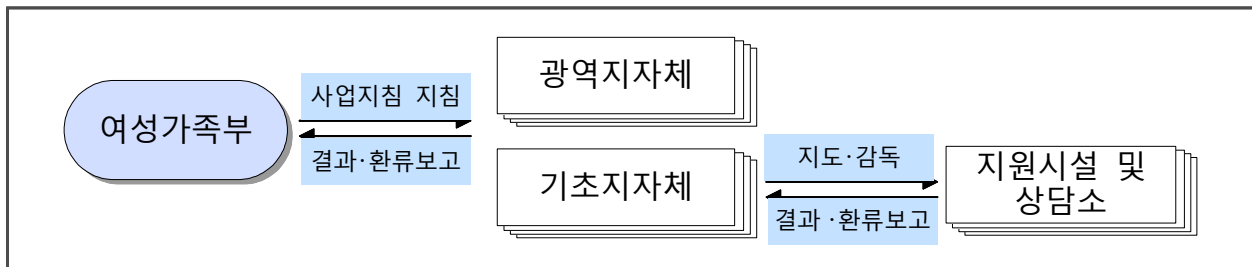 여성가족부
사업지침 지침
결과·환류보고
광역지자체
기초지자체
지도·감독
결과 ·환류보고
지원시설 및
상담소